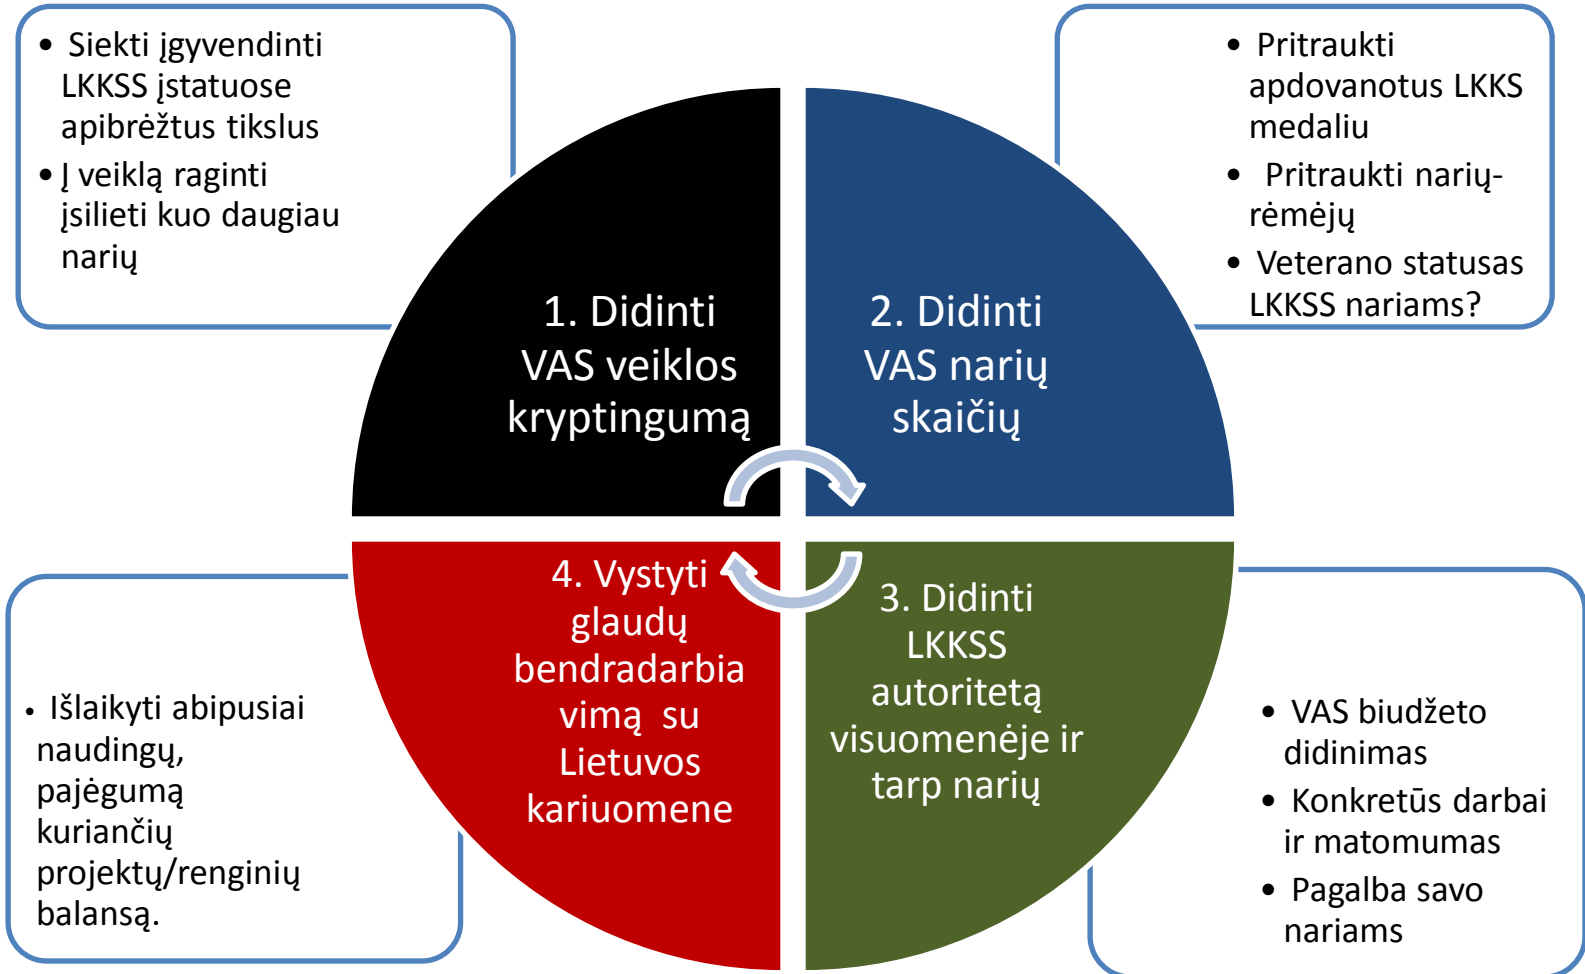 • Siekti įgyvendinti
LKKSS įstatuose
apibrėžtus tikslus
• Į veiklą raginti
įsilieti kuo daugiau
narių
• Pritraukti
apdovanotus LKKS
medaliu
• Pritraukti narių-
rėmėjų
• Veterano statusas
LKKSS nariams?
1. Didinti
VAS veiklos
kryptingumą
2. Didinti
VAS narių
skaičių
3. Didinti
LKKSS
autoritetą
visuomenėje ir
tarp narių
4. Vystyti
glaudų
bendradarbia
vimą su
Lietuvos
kariuomene
• Išlaikyti abipusiai
naudingų,
pajėgumą
kuriančių
projektų/renginių
balansą.
• VAS biudžeto
didinimas
• Konkretūs darbai
ir matomumas
• Pagalba savo
nariams